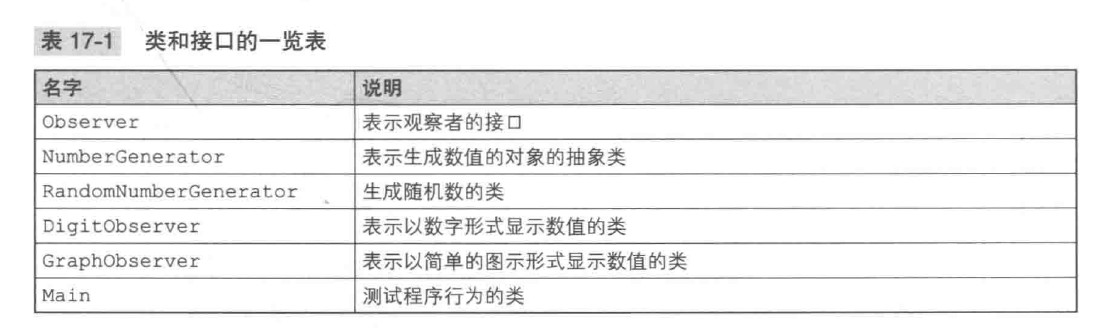 表 17-1 类和接口的一览表
名字 说明
Observer 表示观察者的接口
NumberGenerator 表示生成数值的对象的抽象类
RandomNumberGenerator 生成随机数的类
DigitObserver 表示以数字形式显示数值的类
GraphObserver 表示以简单的图示形式显示数值的类
Main 测试程序行为的类